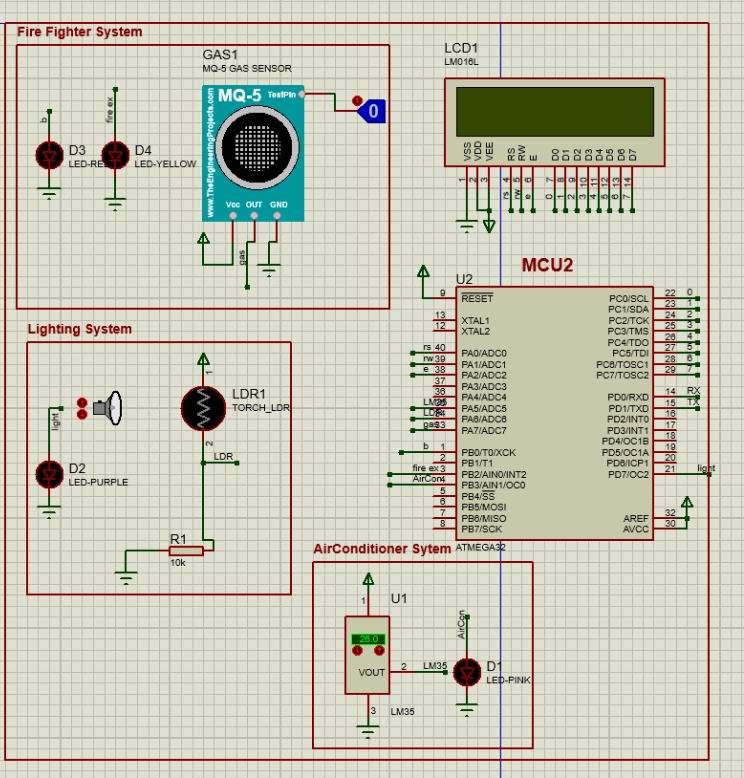 Fire Fighter System
GAS1
MQ-5 GAS SENSOR
MQ-5
TestPin
0
www.TheEngineeringProjects.com
Vcc OUT GND
gas
b
D3
LED-RE
fire ex
D4
LED-YELLOW
LCD1
LM016L
VSS VDD VEE RS RW E D0 D1 D2 D3 D4 D5 D6 D7
1 2 3 4 5 6 7 8 9 10 11 12 13 14
rs rw e 0 1 2 3 4 5 6 7
MCU2
U2
9 RESET
13 XTAL1
12 XTAL2
rs 40 PA0/ADC0
rw 39 PA1/ADC1
e 38 PA2/ADC2
37 PA3/ADC3
36 PA4/ADC4
LM35 PA5/ADC5
LDR 34 PA6/ADC6
gas 33 PA7/ADC7
b 1 PB0/T0/XCK
2 PB1/T1
fire ex 3 PB2/AIN0/INT2
AirCon 4 PB3/AIN1/OC0
5 PB4/SS
6 PB5/MOSI
7 PB6/MISO
8 PB7/SCK
PC0/SCL 22 0
PC1/SDA 23 1
PC2/TCK 24 2
PC3/TMS 25 3
PC4/TDO 26 4
PC5/TDI 27 5
PC6/TOSC1 28 6
PC7/TOSC2 29 7
PD0/RXD 14 RX
PD1/TXD 15 TX
PD2/INT0 16
PD3/INT1 17
PD4/OC1B 18
PD5/OC1A 19
PD6/ICP1 20
PD7/OC2 21 light
AREF 32
AVCC 30
ATMEGA32
Lighting System
light
D2
LED-PURPLE
1
LDR1
TORCH_LDR
2
LDR
R1
10k
AirConditioner Sytem
1
U1
28.0
VOUT
2
LM35
3
LM35
AirCon
D1
LED-PINK